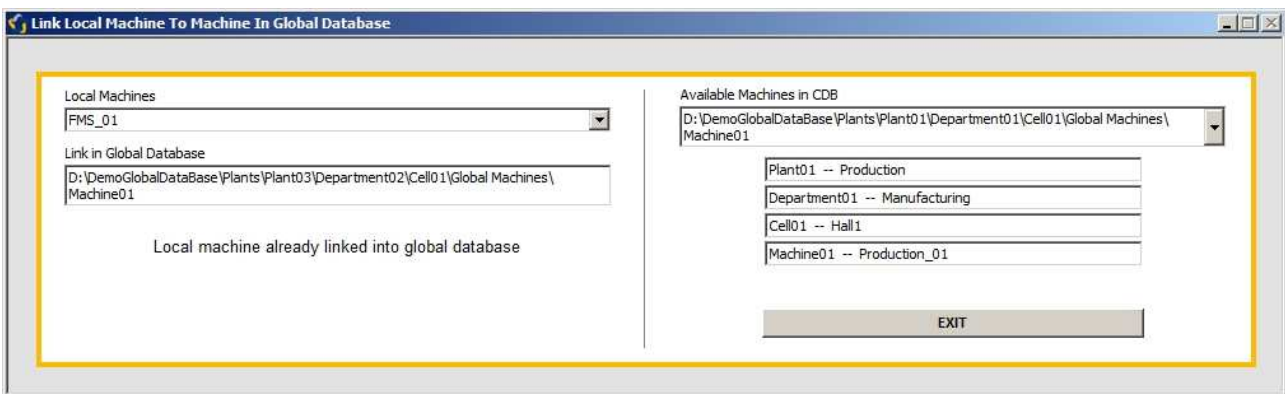 Link Local Machine To Machine In Global Database
Local Machines
FMS_01
Link in Global Database
D:\DemoGlobalDataBase\Plants\Plant03\Department02\Cell01\Global Machines\
Machine01
Local machine already linked into global database
Available Machines in CDB
D:\DemoGlobalDataBase\Plants\Plant01\Department01\Cell01\Global Machines\
Machine01
Plant01 -- Production
Department01 -- Manufacturing
Cell01 -- Hall1
Machine01 -- Production_01
EXIT